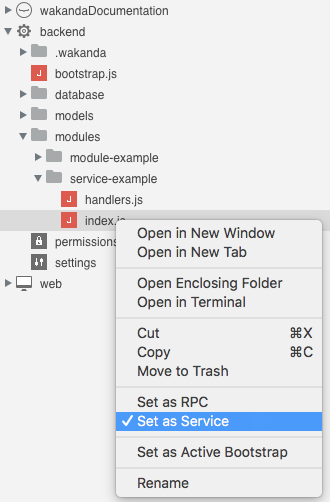 wakandaDocumentation
backend
.wakanda
bootstrap.js
database
models
modules
module-example
service-example
handlers.js
index.js
permissions
settings
web
Open in New Window
Open in New Tab
Open Enclosing Folder
Open in Terminal
Cut ⌘X
Copy ⌘C
Move to Trash
Set as RPC
✓ Set as Service
Set as Active Bootstrap
Rename